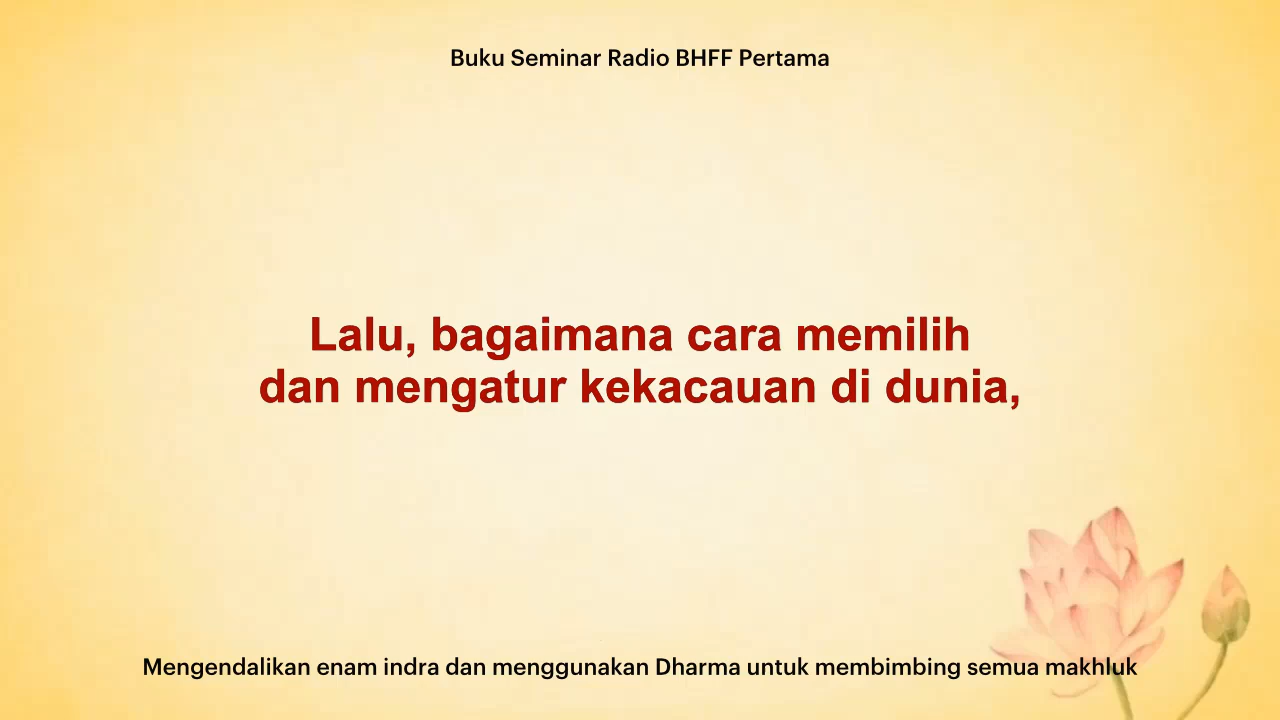 Buku Seminar Radio BHFF Pertama
Lalu, bagaimana cara memilih
dan mengatur kekacauan di dunia,
Mengendalikan enam indra dan menggunakan Dharma untuk membimbing semua makhluk